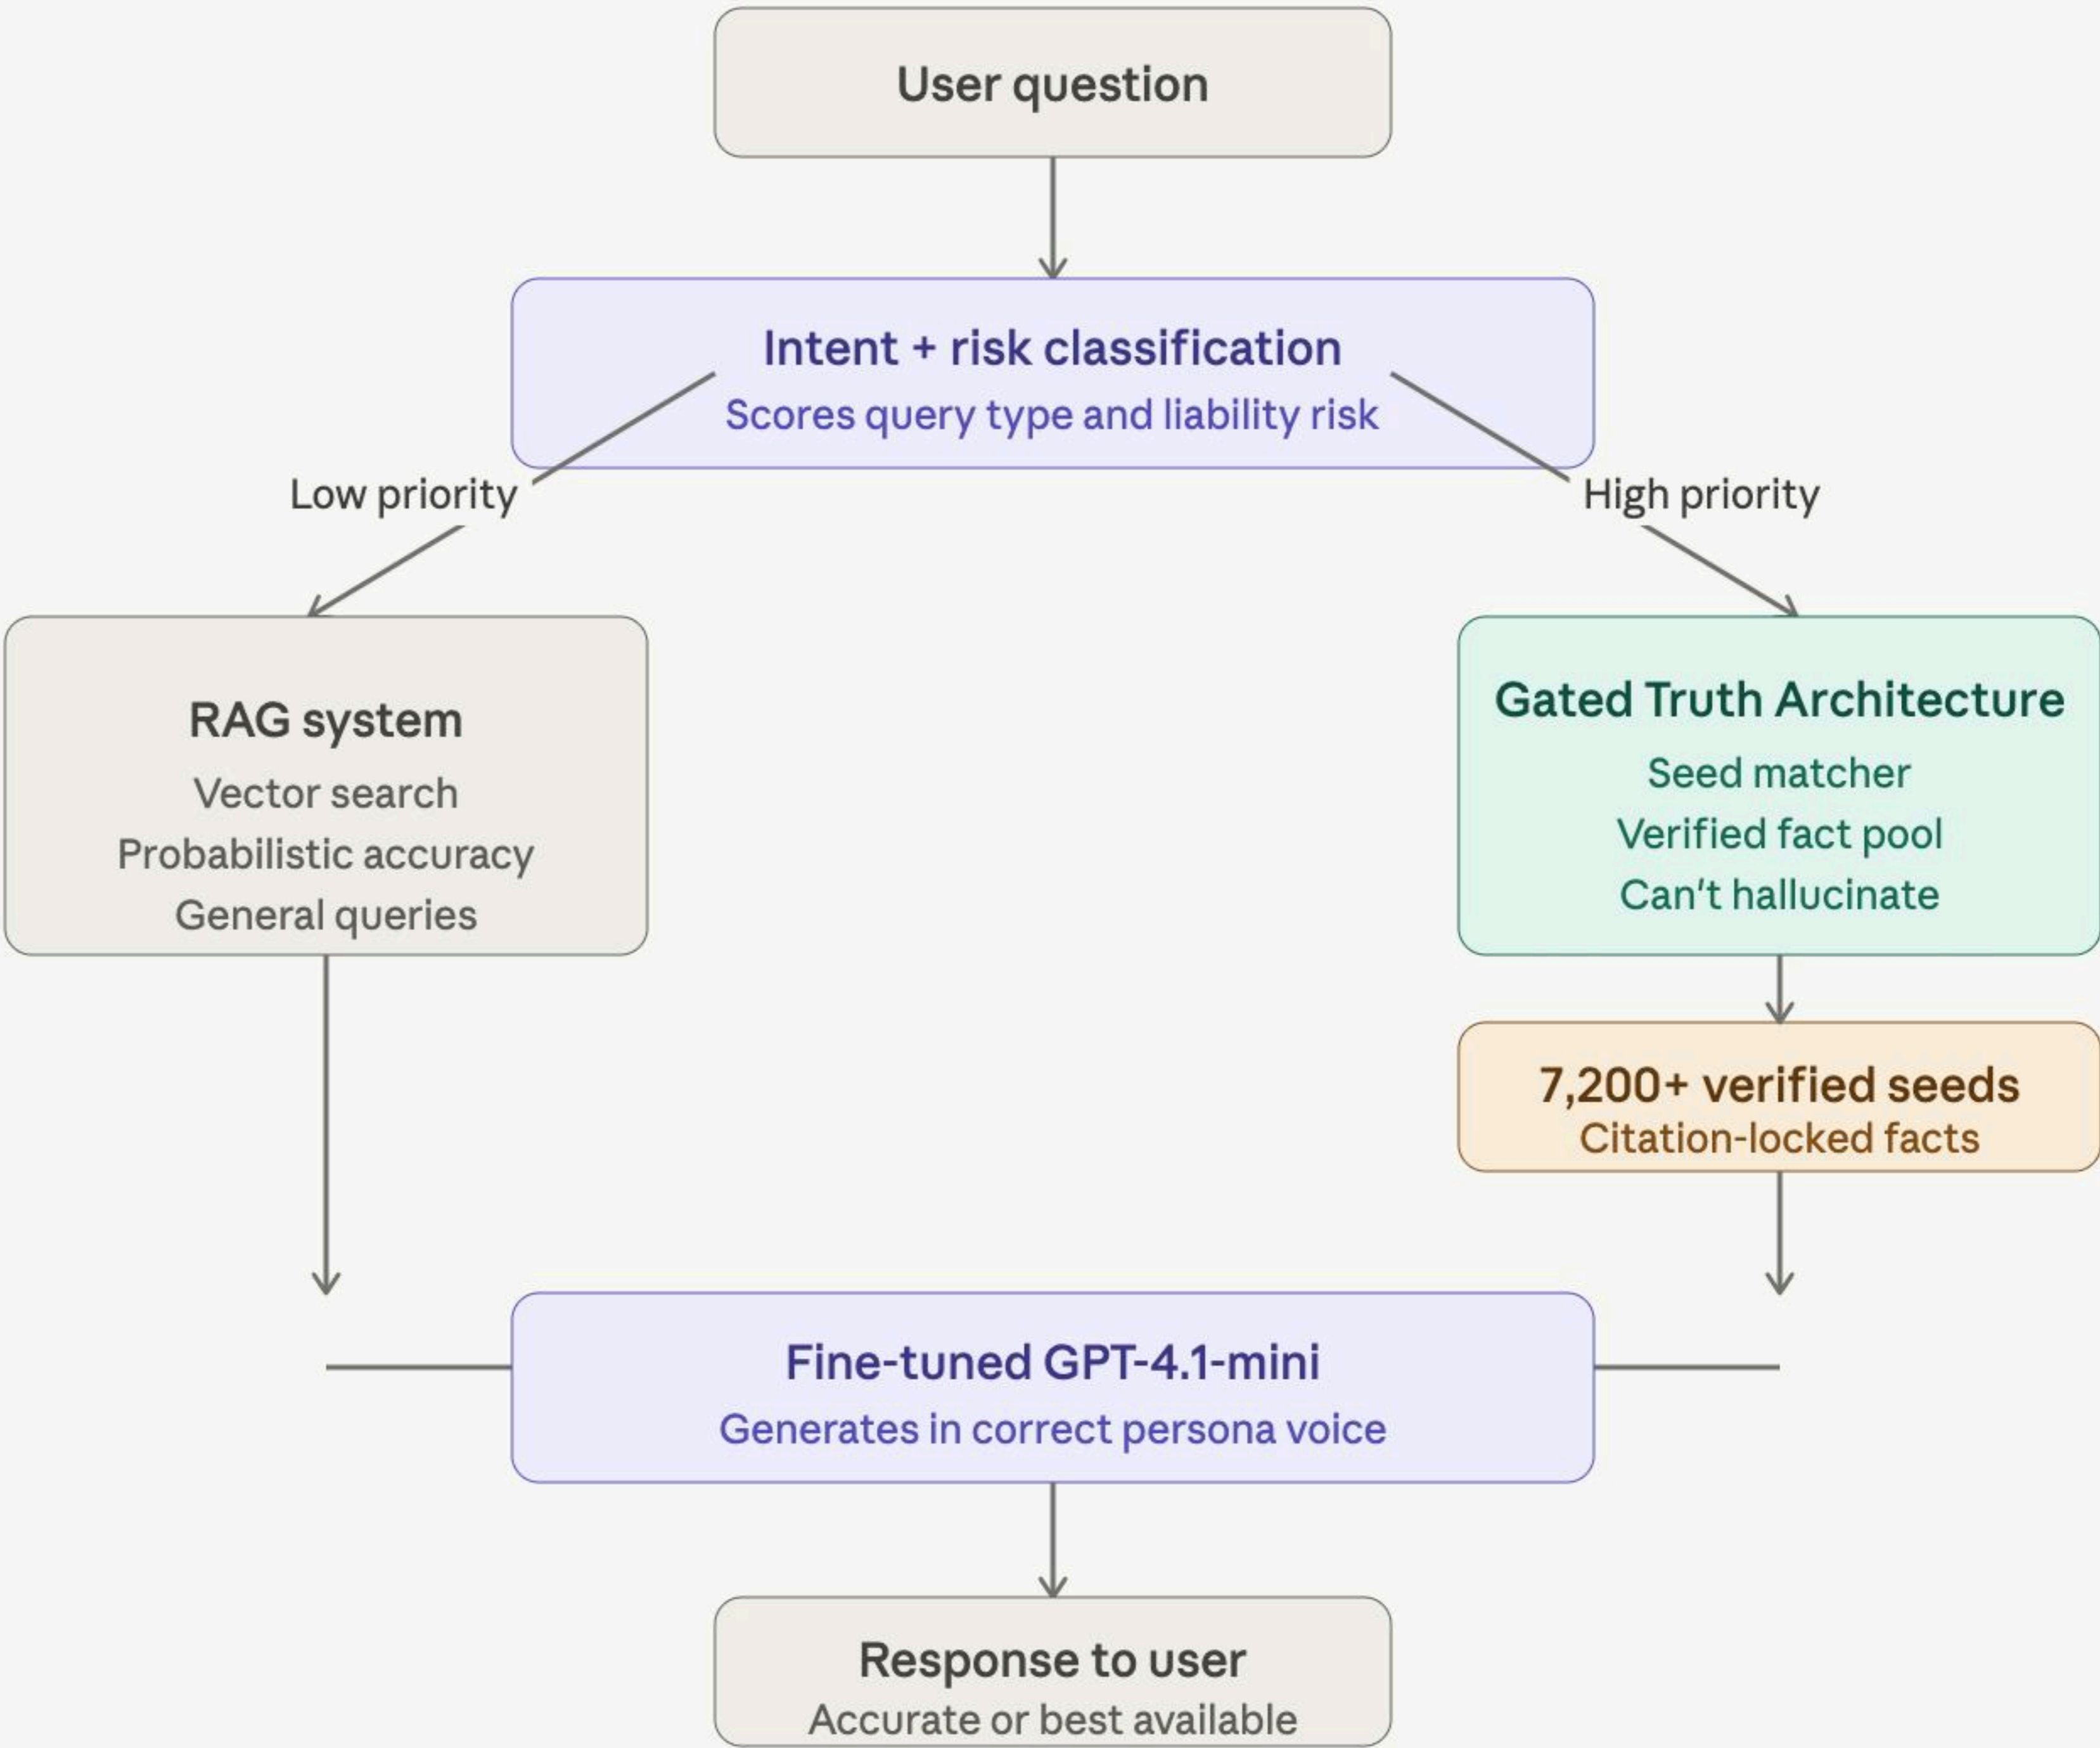 User question
Intent + risk classification
Scores query type and liability risk
Low priority
High priority
RAG system
Vector search
Probabilistic accuracy
General queries
Gated Truth Architecture
Seed matcher
Verified fact pool
Can't hallucinate
7,200+ verified seeds
Citation-locked facts
Fine-tuned GPT-4.1-mini
Generates in correct persona voice
Response to user
Accurate or best available